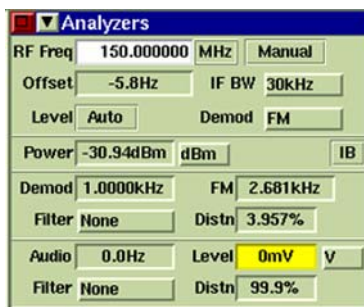 Analyzers
RF Freq 150.000000 MHz Manual
Offset -5.8Hz IF BW 30kHz
Level Auto Demod FM
Power -30.94dBm dBm IB
Demod 1.0000kHz FM 2.681kHz
Filter None Distn 3.957%
Audio 0.0Hz Level 0mV V
Filter None Distn 99.9%